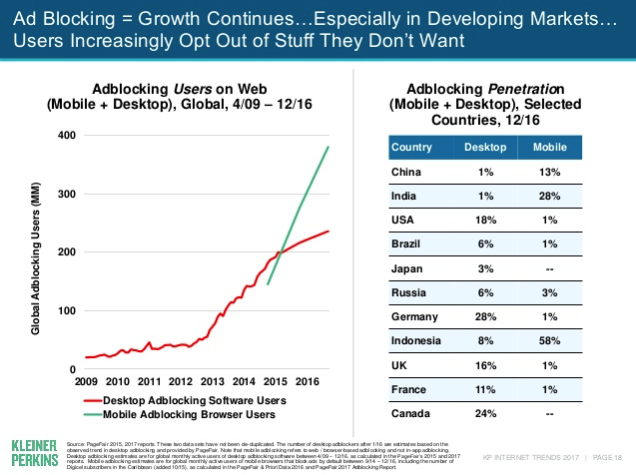 Ad Blocking = Growth Continues…Especially in Developing Markets…
Users Increasingly Opt Out of Stuff They Don’t Want
Adblocking Users on Web
(Mobile + Desktop), Global, 4/09 – 12/16
Global Adblocking Users (MM)
400
300
200
100
0
2009 2010 2011 2012 2013 2014 2015 2016
Desktop Adblocking Software Users
Mobile Adblocking Browser Users
Adblocking Penetration
(Mobile + Desktop), Selected
Countries, 12/16
Country Desktop Mobile
China 1% 13%
India 1% 28%
USA 18% 1%
Brazil 6% 1%
Japan 3% --
Russia 6% 3%
Germany 28% 1%
Indonesia 8% 58%
UK 16% 1%
France 11% 1%
Canada 24% --
KLEINER
PERKINS
Source: PageFair 2015, 2017 reports. These two data sets have not been de-duplicated. The number of desktop adblockers after 1/16 are estimates based on the
observed trend in desktop adblocking and provided by PageFair. Note that mobile adblocking refers to web / browser-based adblocking and not in-app adblocking.
Desktop adblocking estimates are for global monthly active users of desktop adblocking software between 4/09 – 12/16, as calculated in the PageFair's 2015 and 2017
reports. Mobile adblocking estimates are for global monthly active users of mobile browsers that block ads by default between 9/14 – 12/16, including the number of
Digicel subscribers in the Caribbean (added 10/15), as calculated in the PageFair & Priori Data 2016 and PageFair 2017 Adblocking Report.
KP INTERNET TRENDS 2017 | PAGE 18